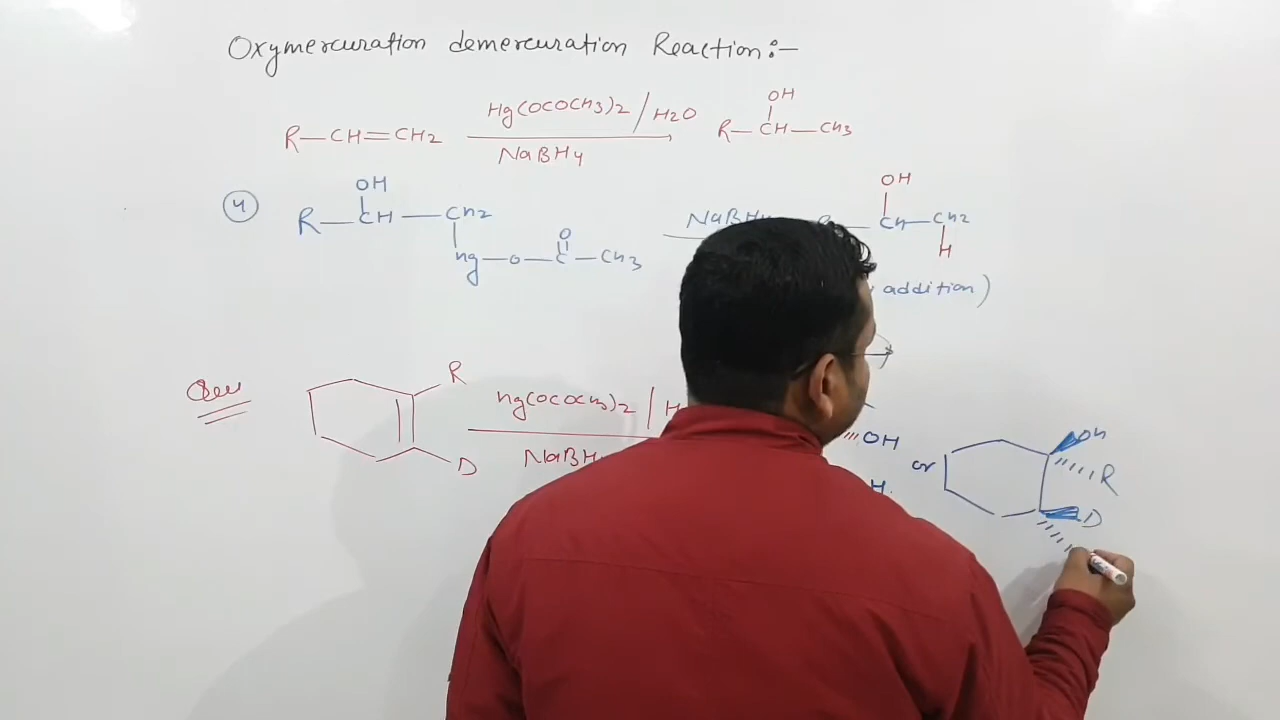 Oxymercuration demercuration Reaction:-
R-CH=CH2 Hg(OCOCH3)2/H2O NaBH4 R-CH-CH3 OH
4 R-CH-CH2 OH Hg-O-C-CH3 O NaBH4 CH-CH2 OH H
addition)
Que R D Hg(OCOCH3)2/H NaBH OH H. or OH R D